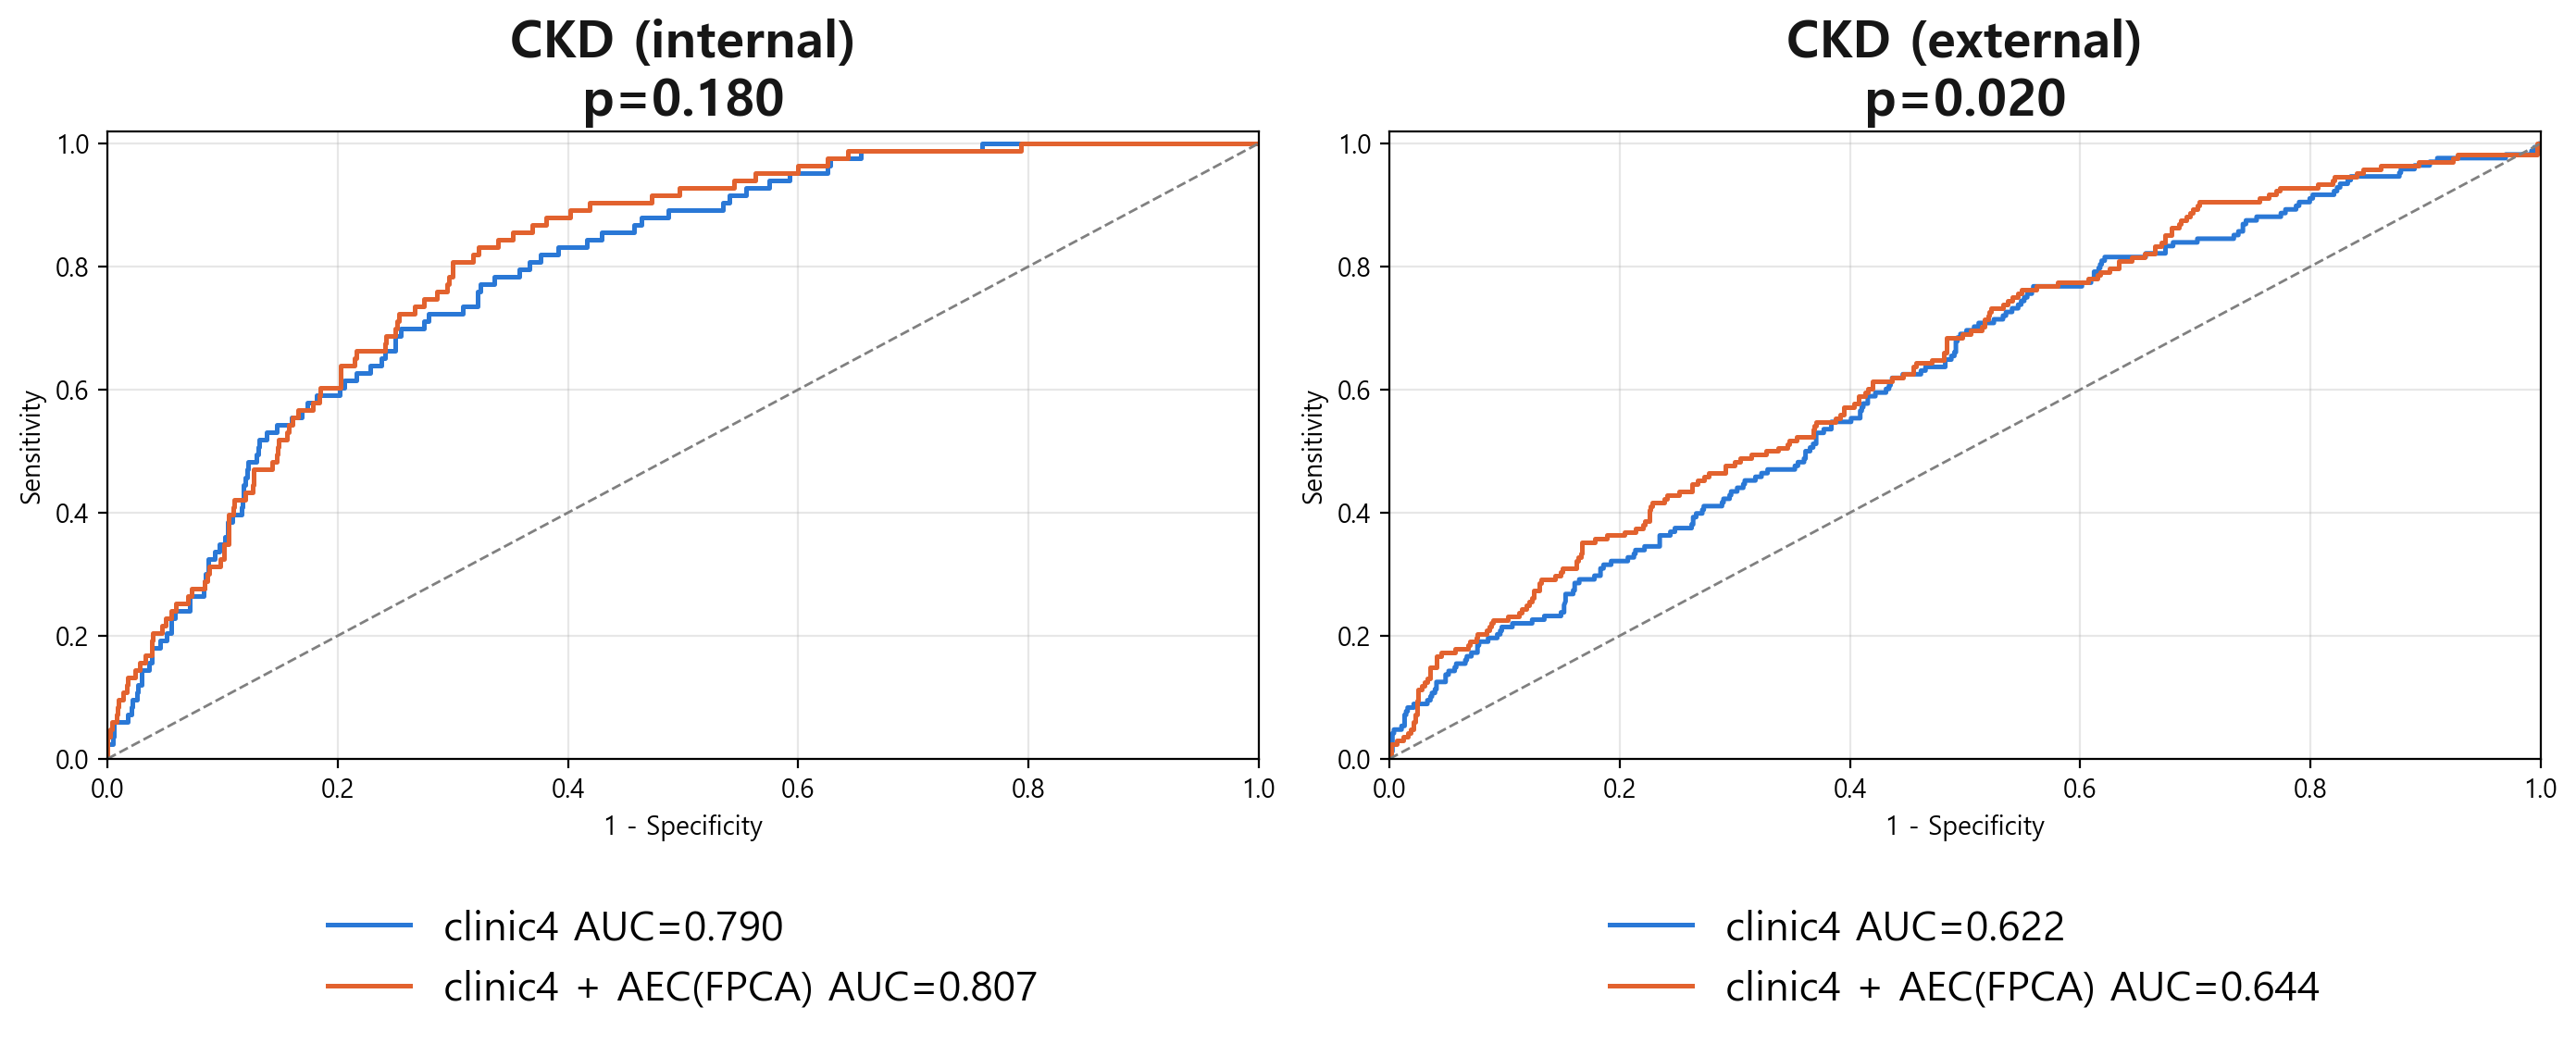 CKD (internal)
p=0.180
1.0
0.8
0.6
0.4
0.2
0.0
Sensitivity
0.0 0.2 0.4 0.6 0.8 1.0
1 - Specificity
clinic4 AUC=0.790
clinic4 + AEC(FPCA) AUC=0.807
CKD (external)
p=0.020
1.0
0.8
0.6
0.4
0.2
0.0
Sensitivity
0.0 0.2 0.4 0.6 0.8 1.0
1 - Specificity
clinic4 AUC=0.622
clinic4 + AEC(FPCA) AUC=0.644